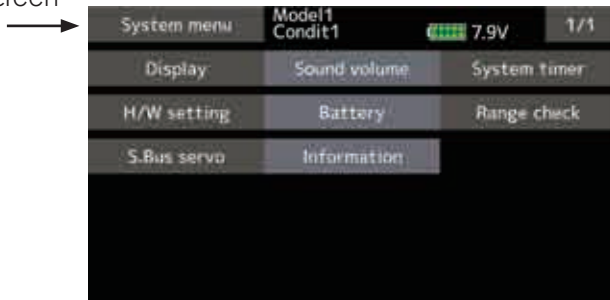 creen
System menu Model1 Condit1 7.9V 1/1
Display Sound volume System timer
H/W setting Battery Range check
S.Bus servo Information